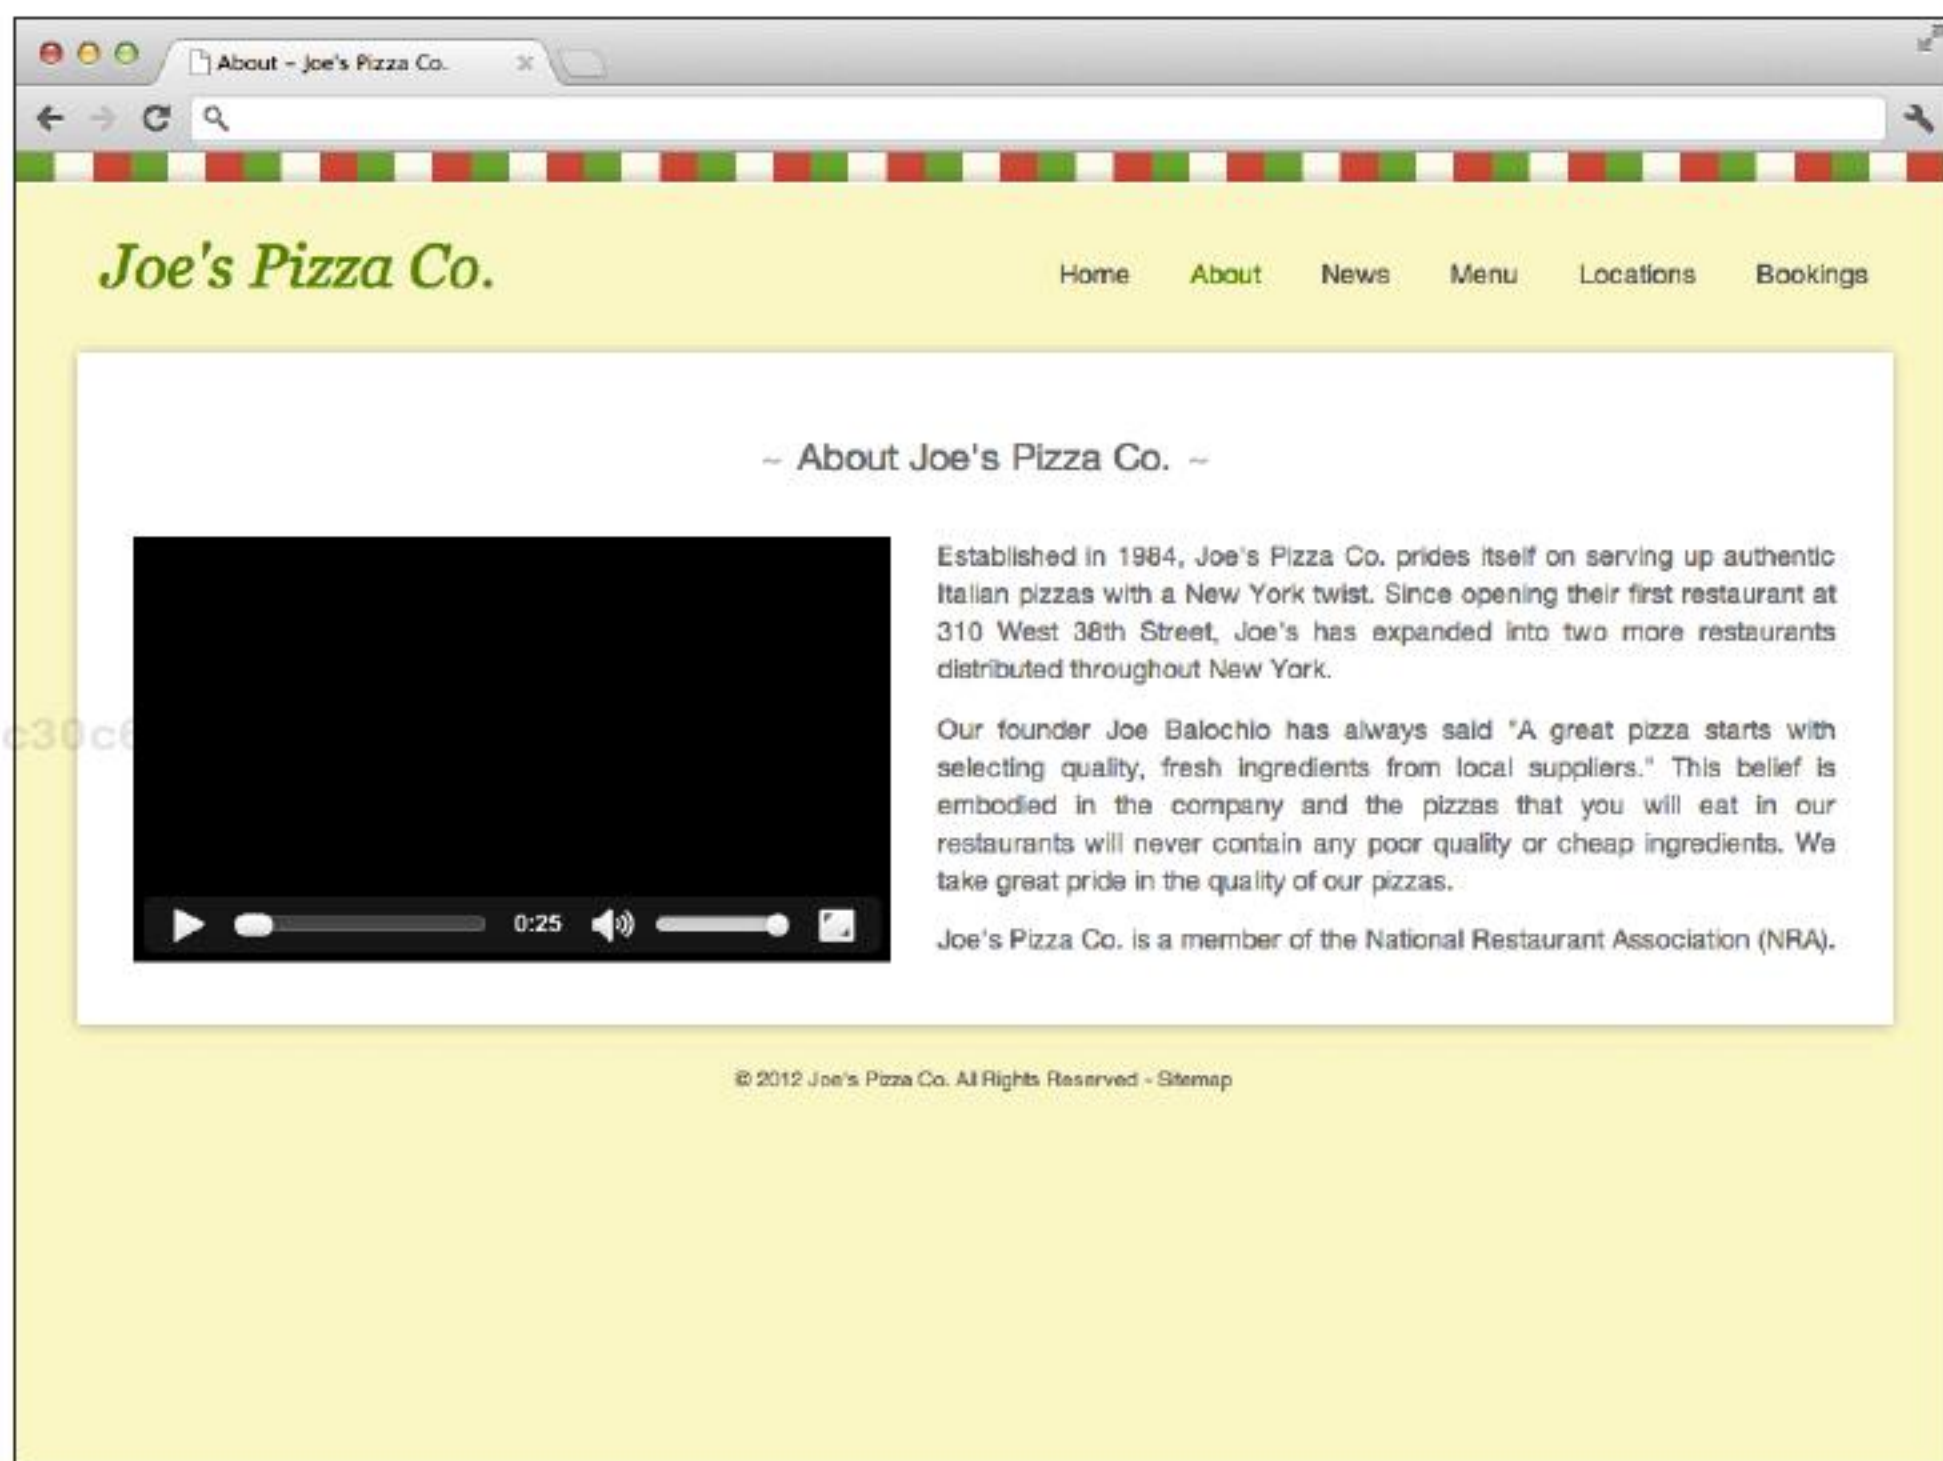 About – Joe's Pizza Co.
Joe's Pizza Co.
Home About News Menu Locations Bookings
~ About Joe's Pizza Co. ~
Established in 1984, Joe's Pizza Co. prides itself on serving up authentic
Italian pizzas with a New York twist. Since opening their first restaurant at
310 West 38th Street, Joe's has expanded into two more restaurants
distributed throughout New York.
Our founder Joe Balochio has always said "A great pizza starts with
selecting quality, fresh ingredients from local suppliers." This belief is
embodied in the company and the pizzas that you will eat in our
restaurants will never contain any poor quality or cheap ingredients. We
take great pride in the quality of our pizzas.
Joe's Pizza Co. is a member of the National Restaurant Association (NRA).
0:25
© 2012 Joe's Pizza Co. All Rights Reserved - Sitemap